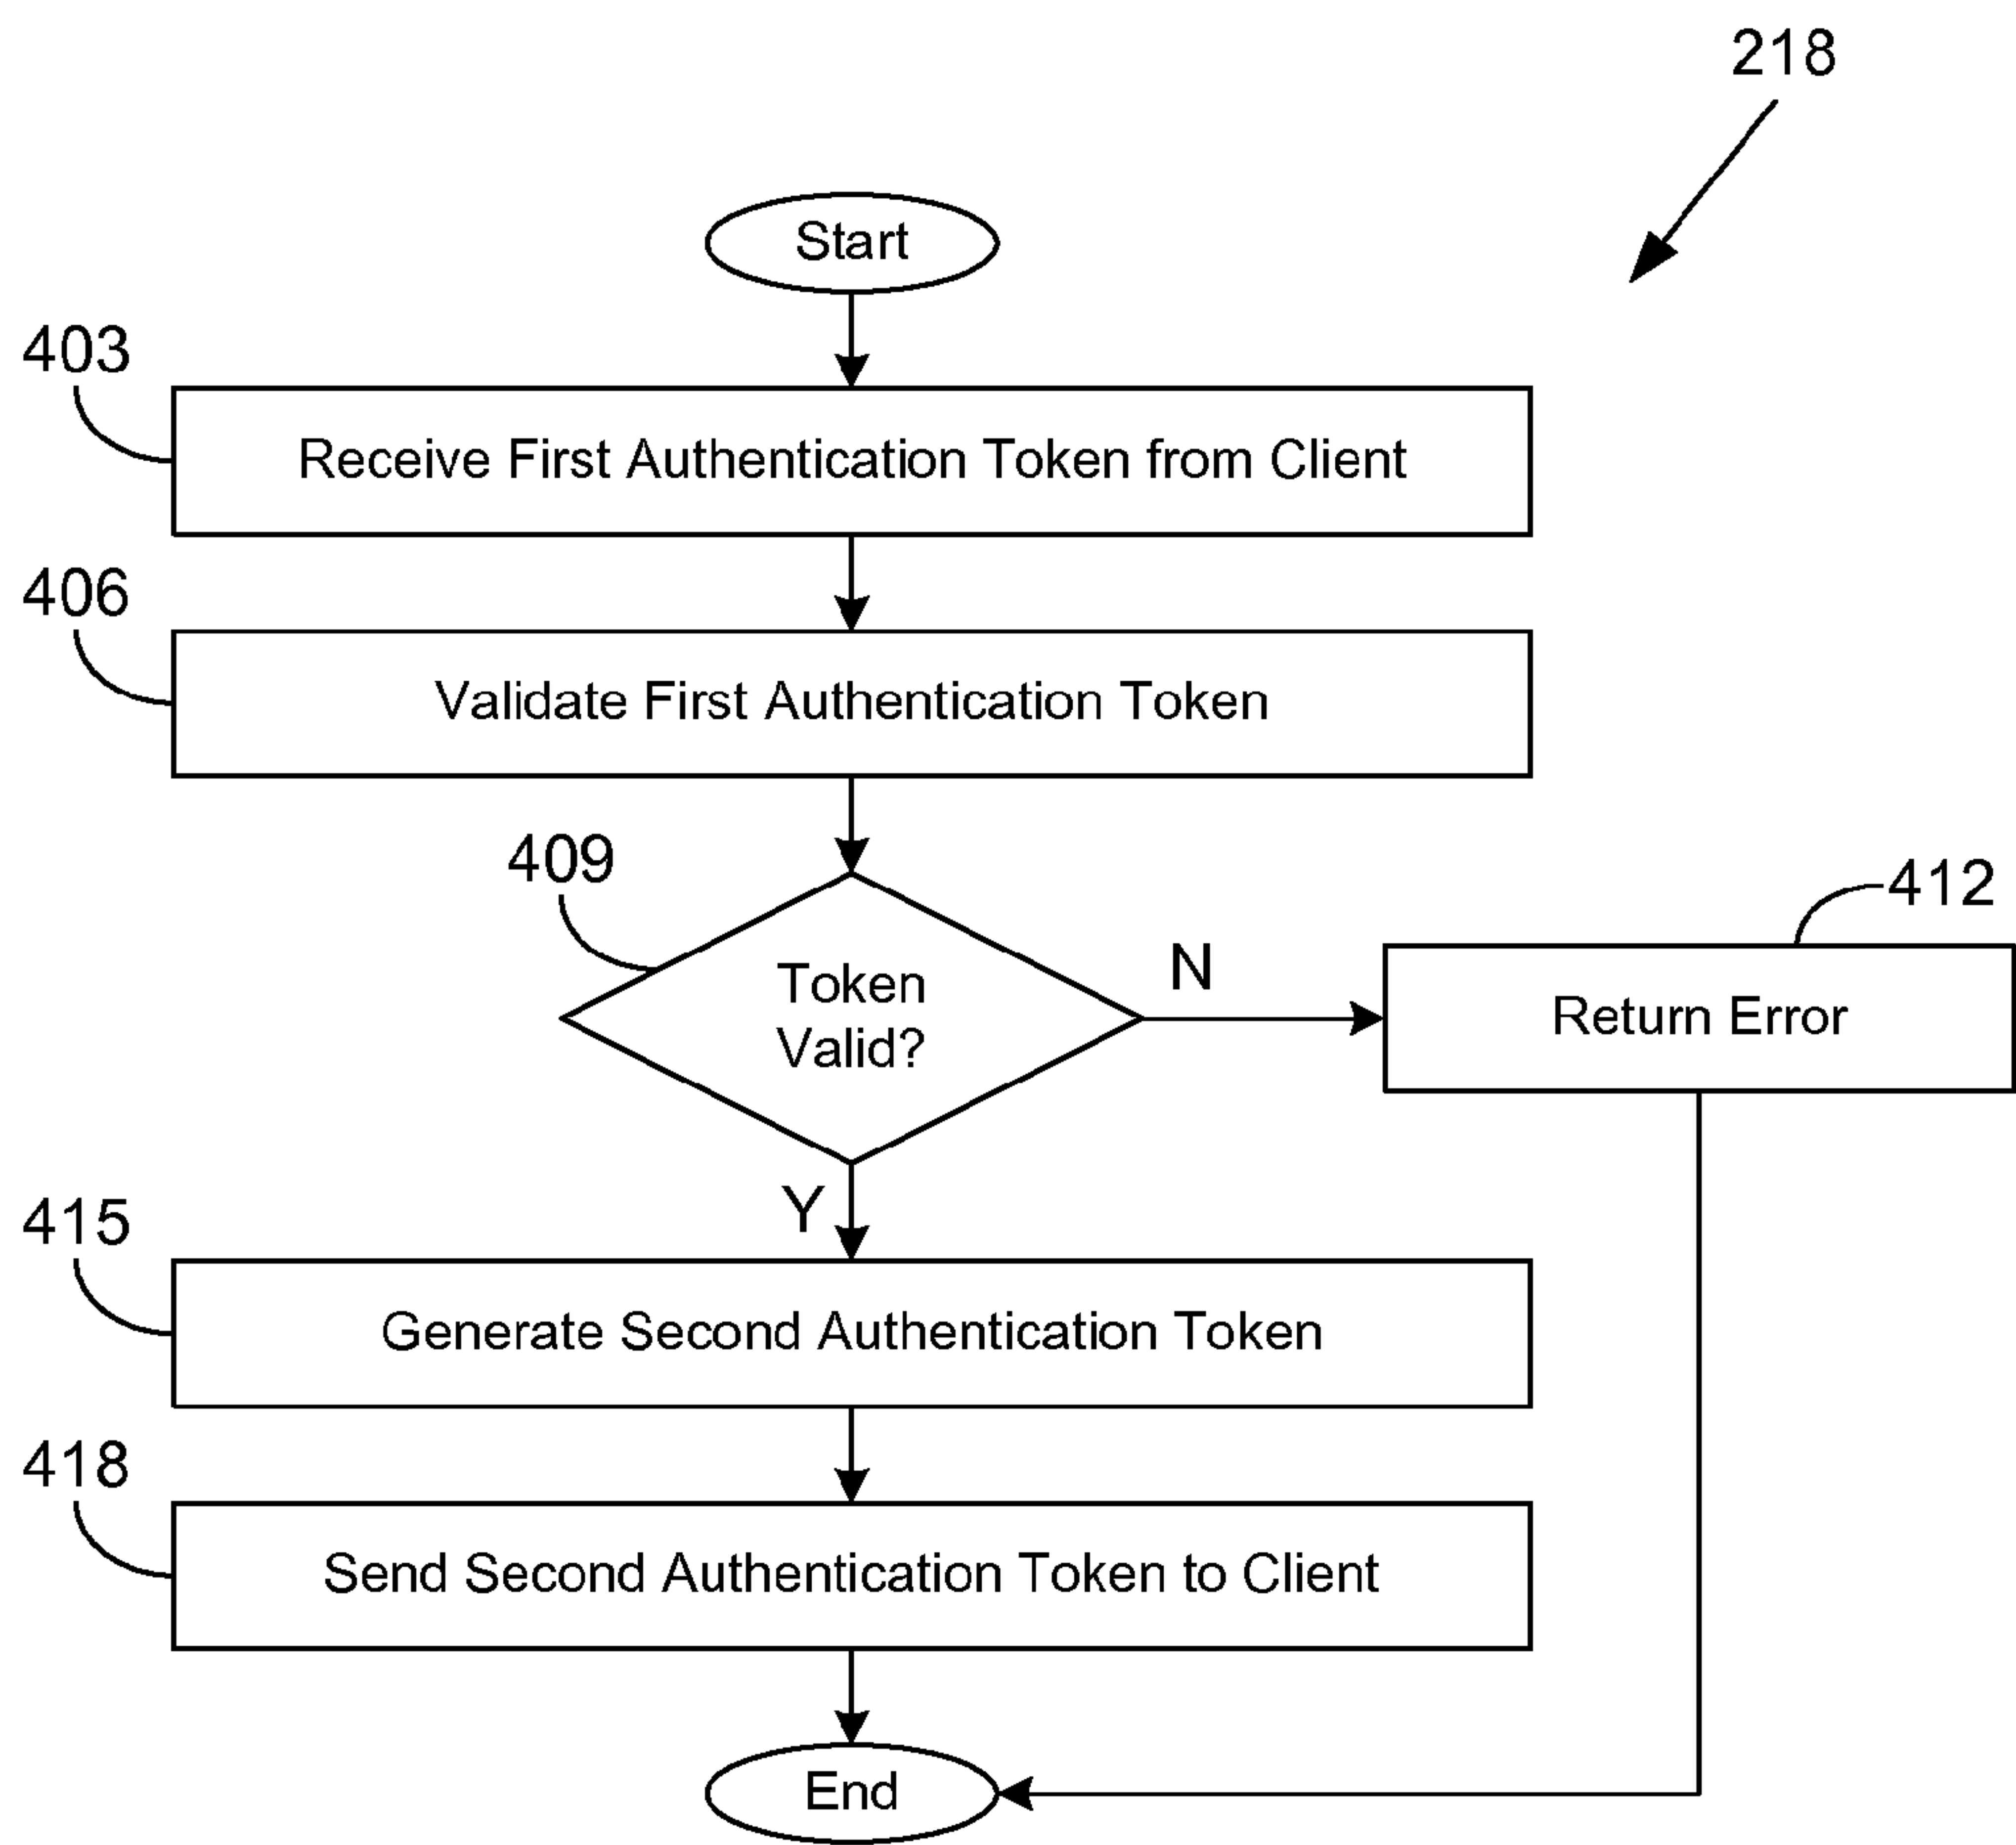 218
Start
403
Receive First Authentication Token from Client
406
Validate First Authentication Token
409
Token
Valid?
N
412
Return Error
Y
415
Generate Second Authentication Token
418
Send Second Authentication Token to Client
End